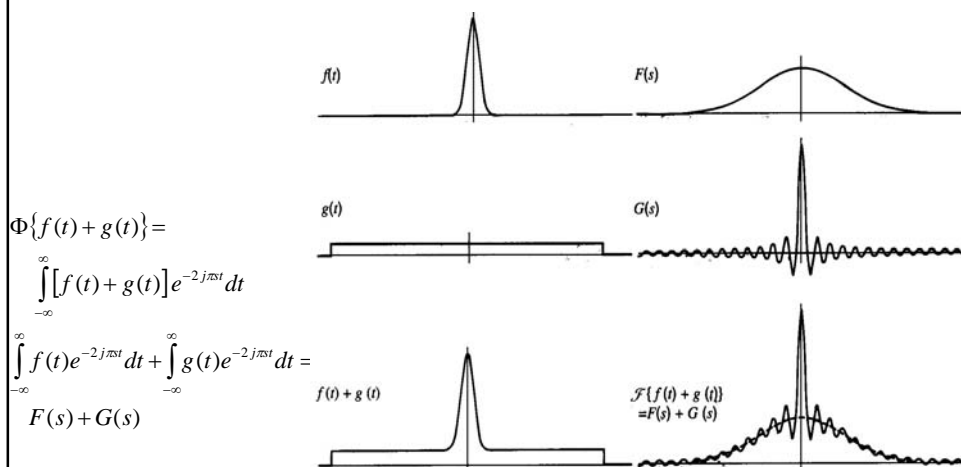 f(t)
F(s)
g(t)
G(s)
Φ{f(t) + g(t)} =
∫_{-∞}^{∞} [f(t) + g(t)] e^{-2jπst} dt
∫_{-∞}^{∞} f(t)e^{-2jπst} dt + ∫_{-∞}^{∞} g(t)e^{-2jπst} dt =
F(s) + G(s)
f(t) + g(t)
ℱ{f(t) + g(t)}
=F(s) + G(s)